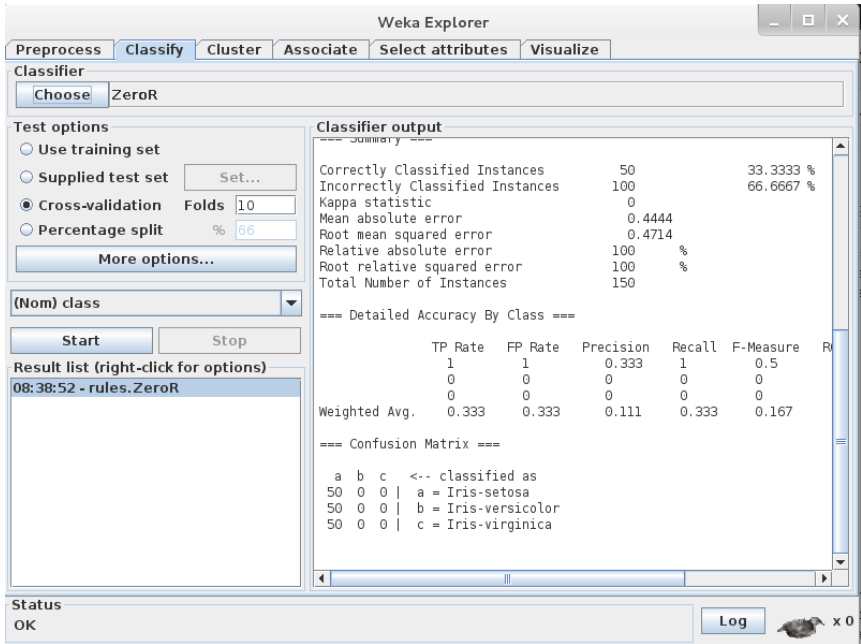 Weka Explorer
Preprocess Classify Cluster Associate Select attributes Visualize
Classifier
Choose ZeroR
Test options
Use training set
Supplied test set Set...
Cross-validation Folds 10
Percentage split % 66
More options...
(Nom) class
Start Stop
Result list (right-click for options)
08:38:52 - rules.ZeroR
Classifier output
=== Summary ===
Correctly Classified Instances 50 33.3333 %
Incorrectly Classified Instances 100 66.6667 %
Kappa statistic 0
Mean absolute error 0.4444
Root mean squared error 0.4714
Relative absolute error 100 %
Root relative squared error 100 %
Total Number of Instances 150
=== Detailed Accuracy By Class ===
TP Rate FP Rate Precision Recall F-Measure
1 1 0.333 1 0.5
0 0 0 0 0
0 0 0 0 0
Weighted Avg. 0.333 0.333 0.111 0.333 0.167
=== Confusion Matrix ===
a b c <-- classified as
50 0 0 | a = Iris-setosa
50 0 0 | b = Iris-versicolor
50 0 0 | c = Iris-virginica
Status
OK
Log x 0